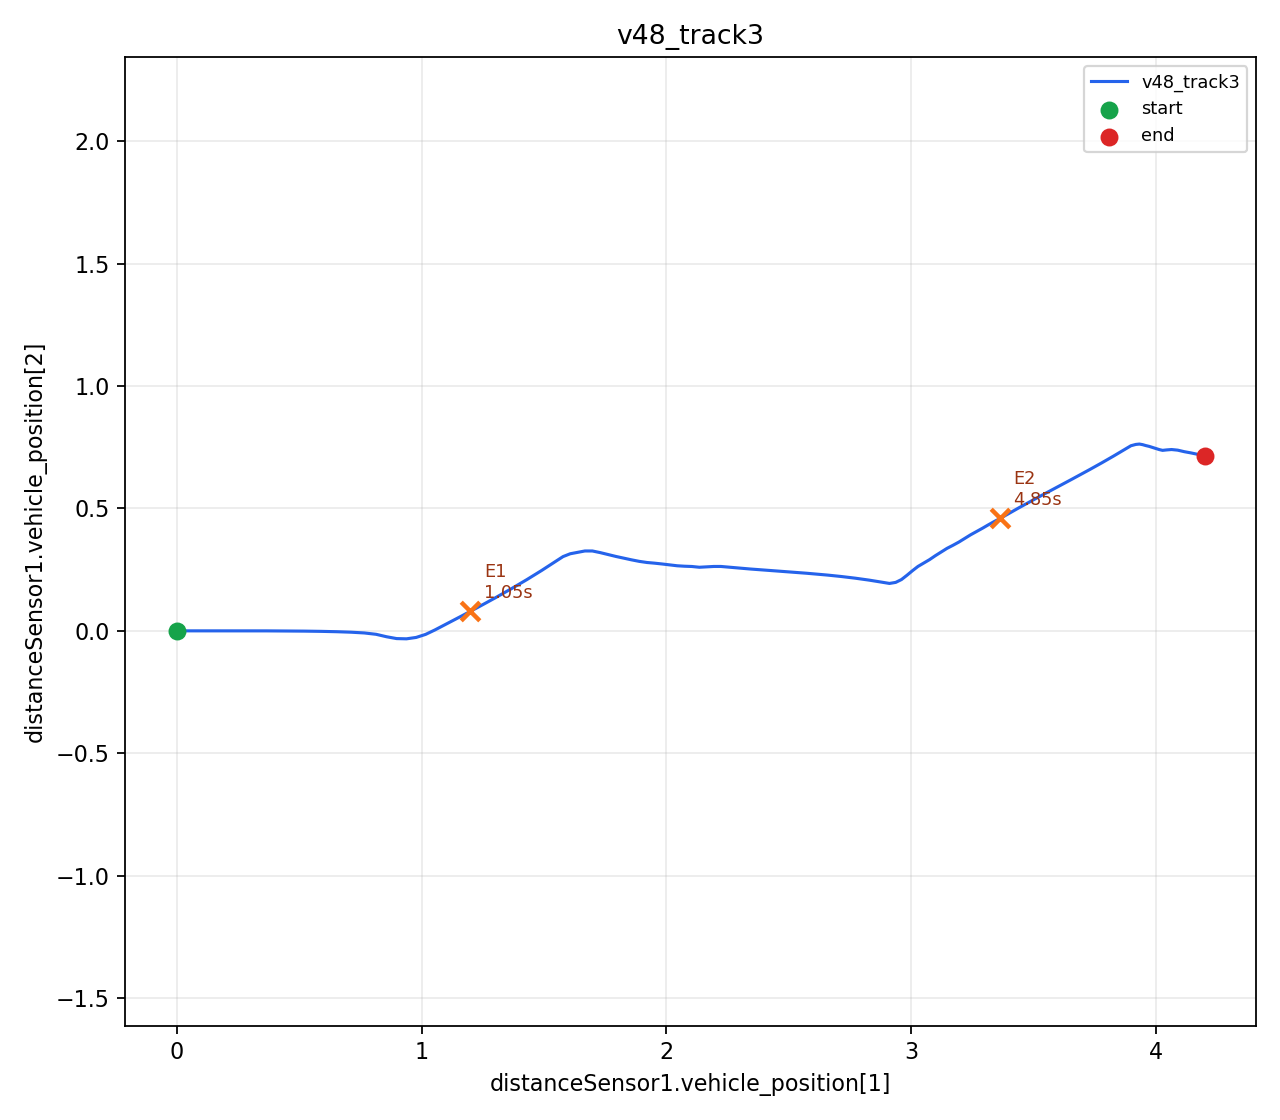 v48_track3
v48_track3
start
end
distanceSensor1.vehicle_position[2]
2.0
1.5
1.0
0.5
0.0
−0.5
−1.0
−1.5
E1
1.05s
E2
4.85s
0 1 2 3 4
distanceSensor1.vehicle_position[1]